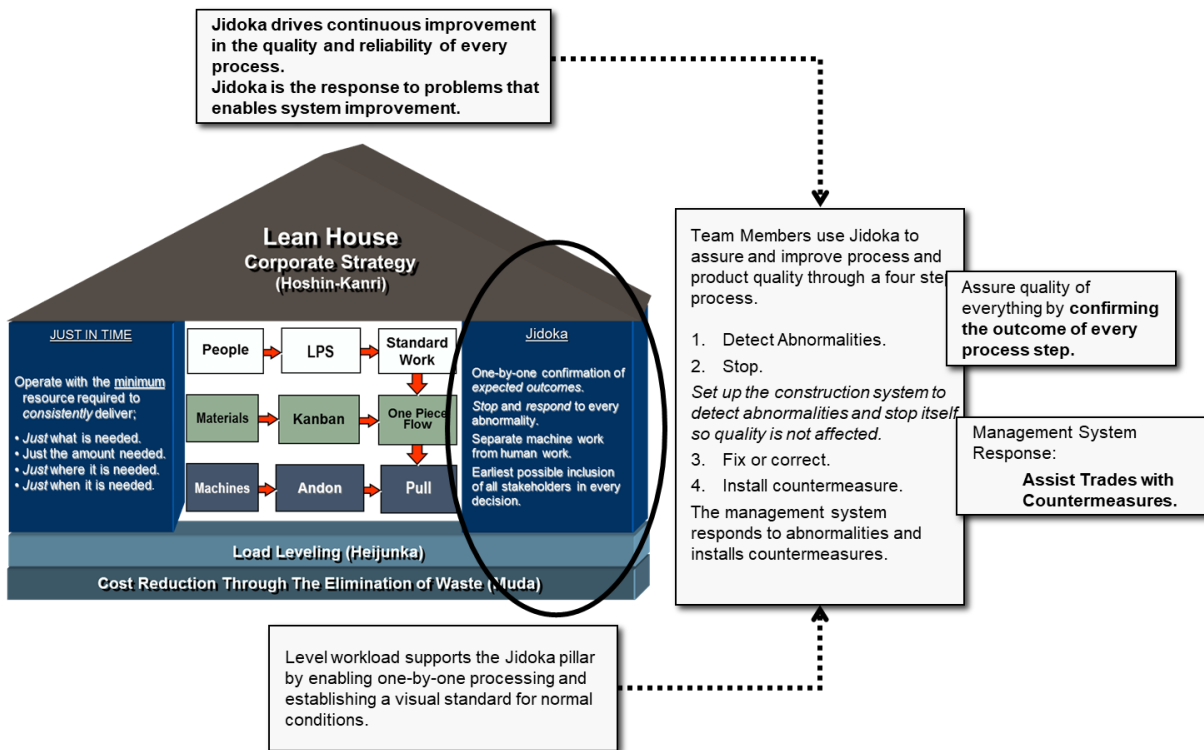 Jidoka drives continuous improvement
in the quality and reliability of every
process.
Jidoka is the response to problems that
enables system improvement.
Lean House
Corporate Strategy
(Hoshin-Kanri)
JUST IN TIME
Operate with the minimum
resource required to
consistently deliver;
• Just what is needed.
• Just the amount needed.
• Just where it is needed.
• Just when it is needed.
People
LPS
Standard
Work
Materials
Kanban
One Piece
Flow
Machines
Andon
Pull
Jidoka
One-by-one confirmation of
expected outcomes.
Stop and respond to every
abnormality.
Separate machine work
from human work.
Earliest possible inclusion
of all stakeholders in every
decision.
Load Leveling (Heijunka)
Cost Reduction Through The Elimination of Waste (Muda)
Team Members use Jidoka to
assure and improve process and
product quality through a four step
process.
1. Detect Abnormalities.
2. Stop.
Set up the construction system to
detect abnormalities and stop itself
so quality is not affected.
3. Fix or correct.
4. Install countermeasure.
The management system
responds to abnormalities and
installs countermeasures.
Assure quality of
everything by confirming
the outcome of every
process step.
Management System
Response:
Assist Trades with
Countermeasures.
Level workload supports the Jidoka pillar
by enabling one-by-one processing and
establishing a visual standard for normal
conditions.